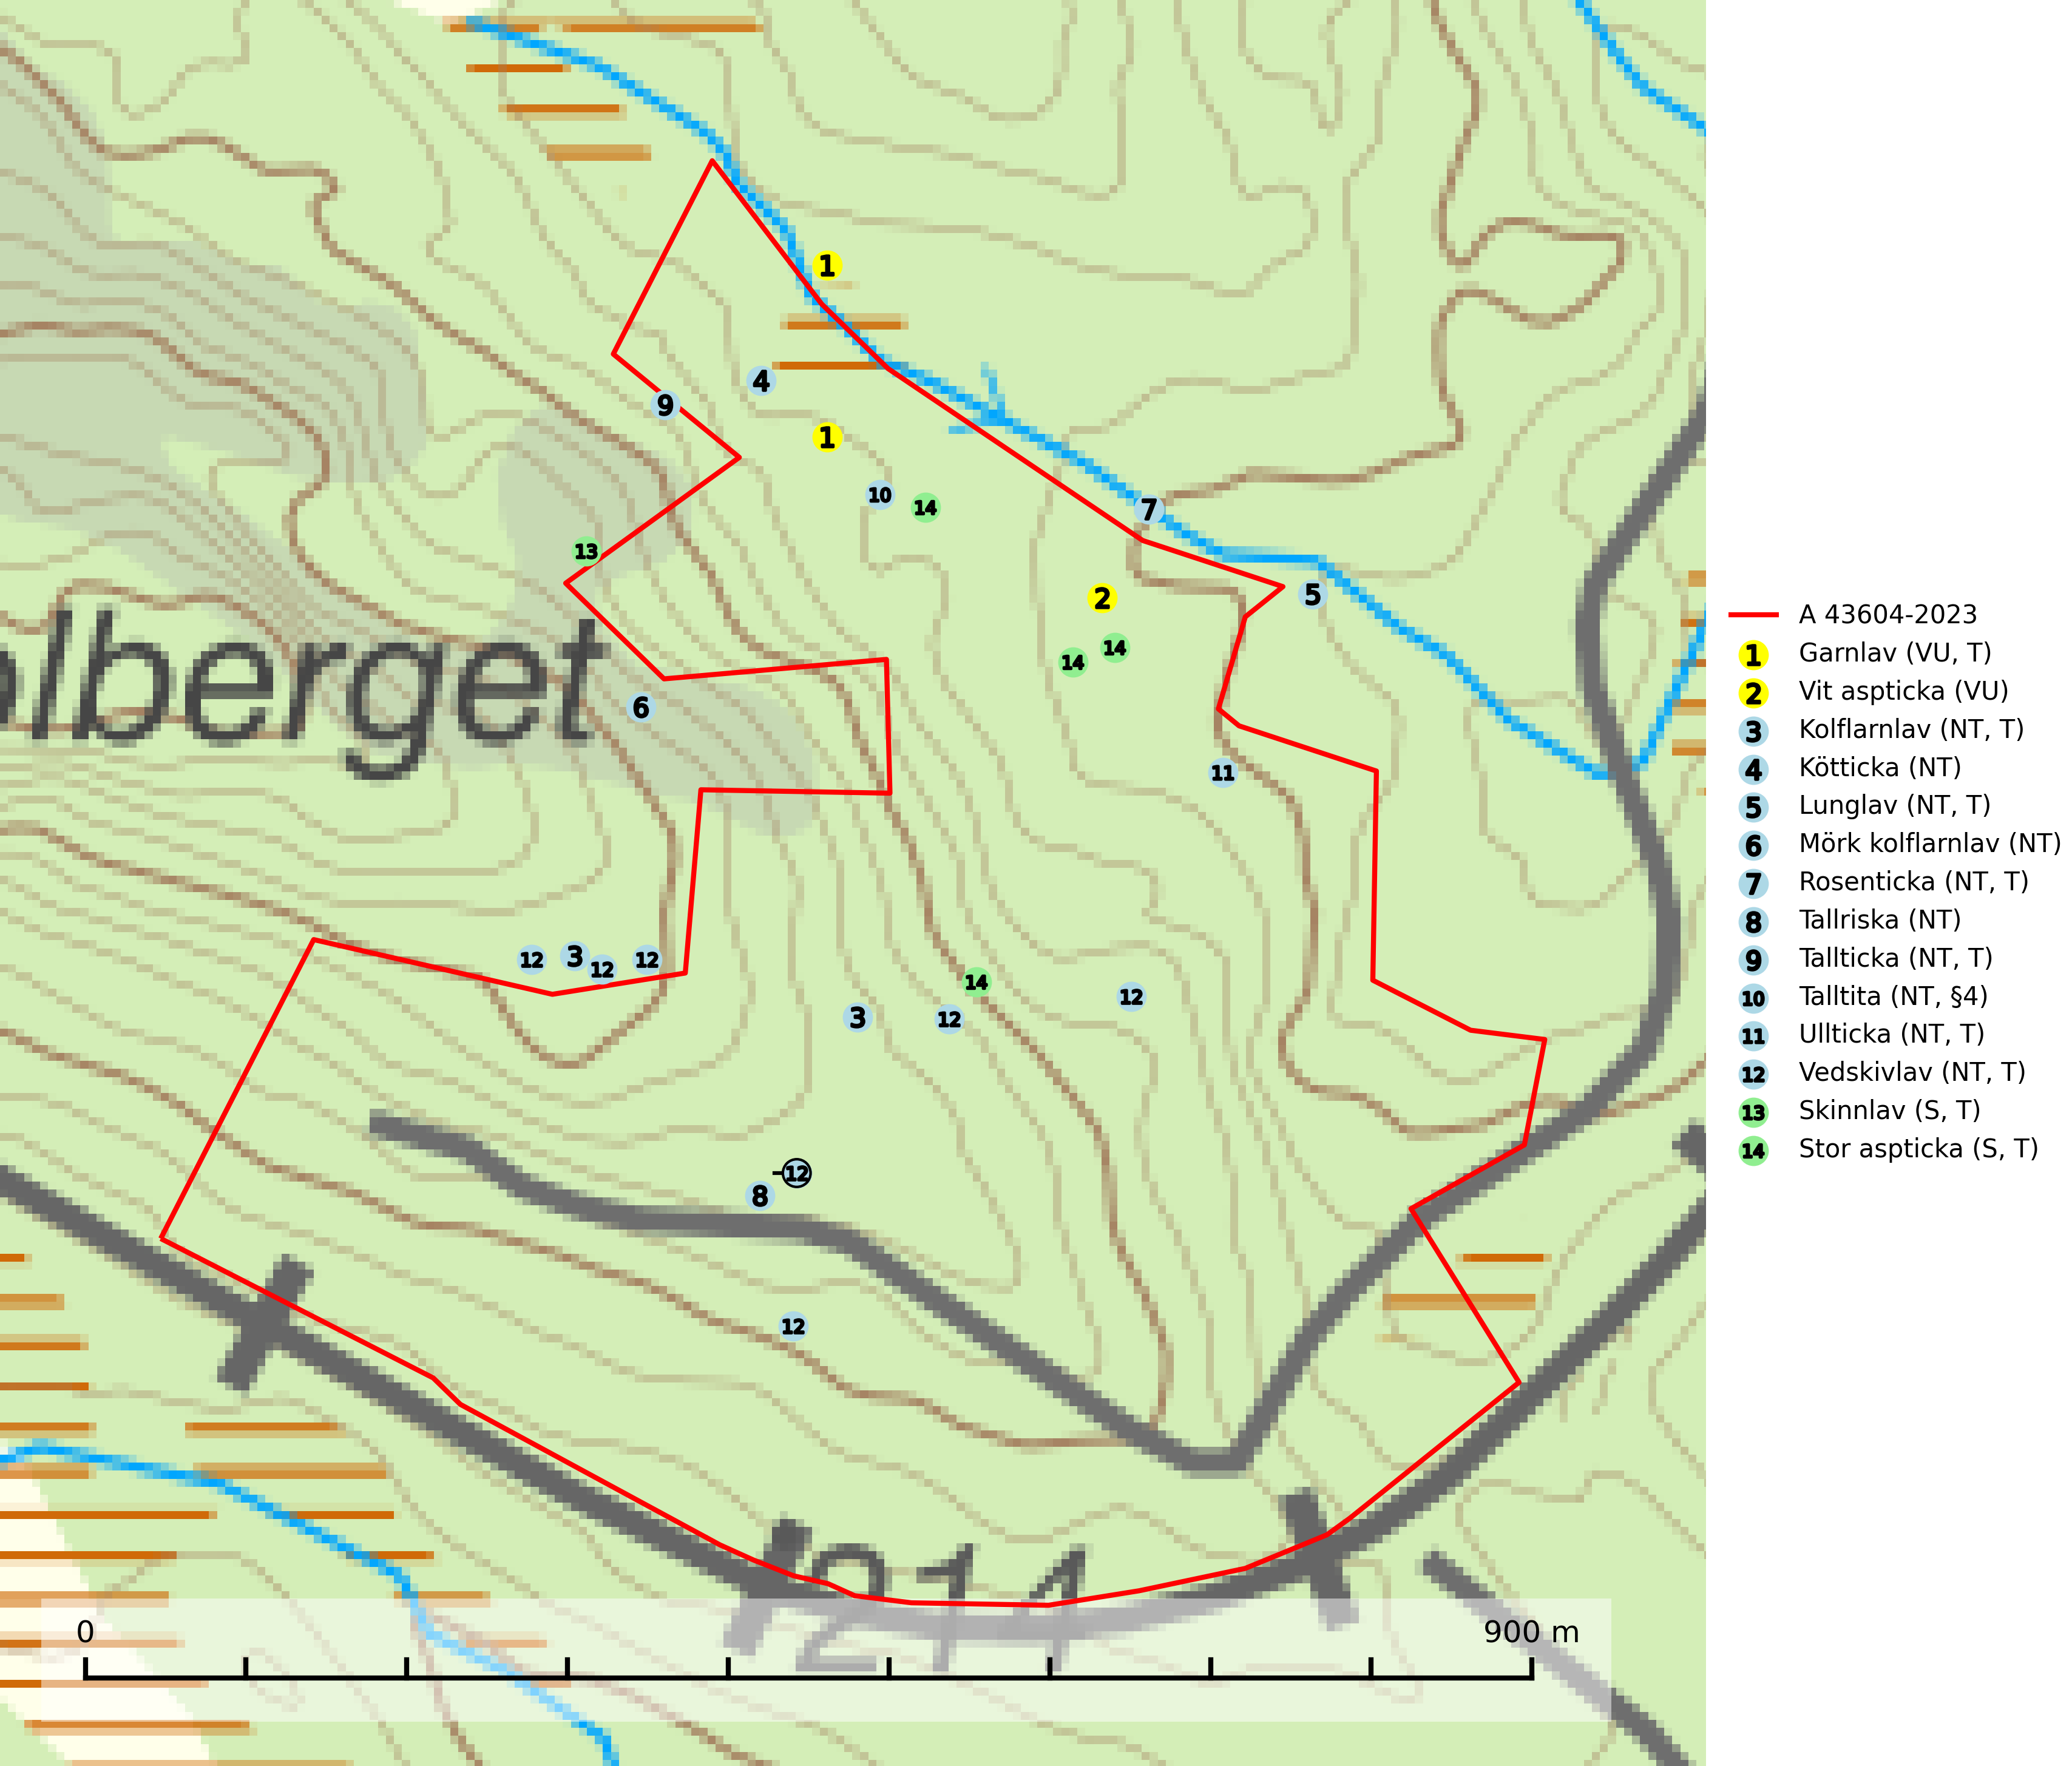 1
4
9
1
10
14
7
13
5
2
14
14
lberget
6
11
12
3
12
12
14
12
3
12
12
8
12
211
0
900 m
A 43604-2023
1 Garnlav (VU, T)
2 Vit aspticka (VU)
3 Kolflarnlav (NT, T)
4 Kötticka (NT)
5 Lunglav (NT, T)
6 Mörk kolflarnlav (NT)
7 Rosenticka (NT, T)
8 Tallriska (NT)
9 Tallticka (NT, T)
10 Talltita (NT, §4)
11 Ullticka (NT, T)
12 Vedskivlav (NT, T)
13 Skinnlav (S, T)
14 Stor aspticka (S, T)